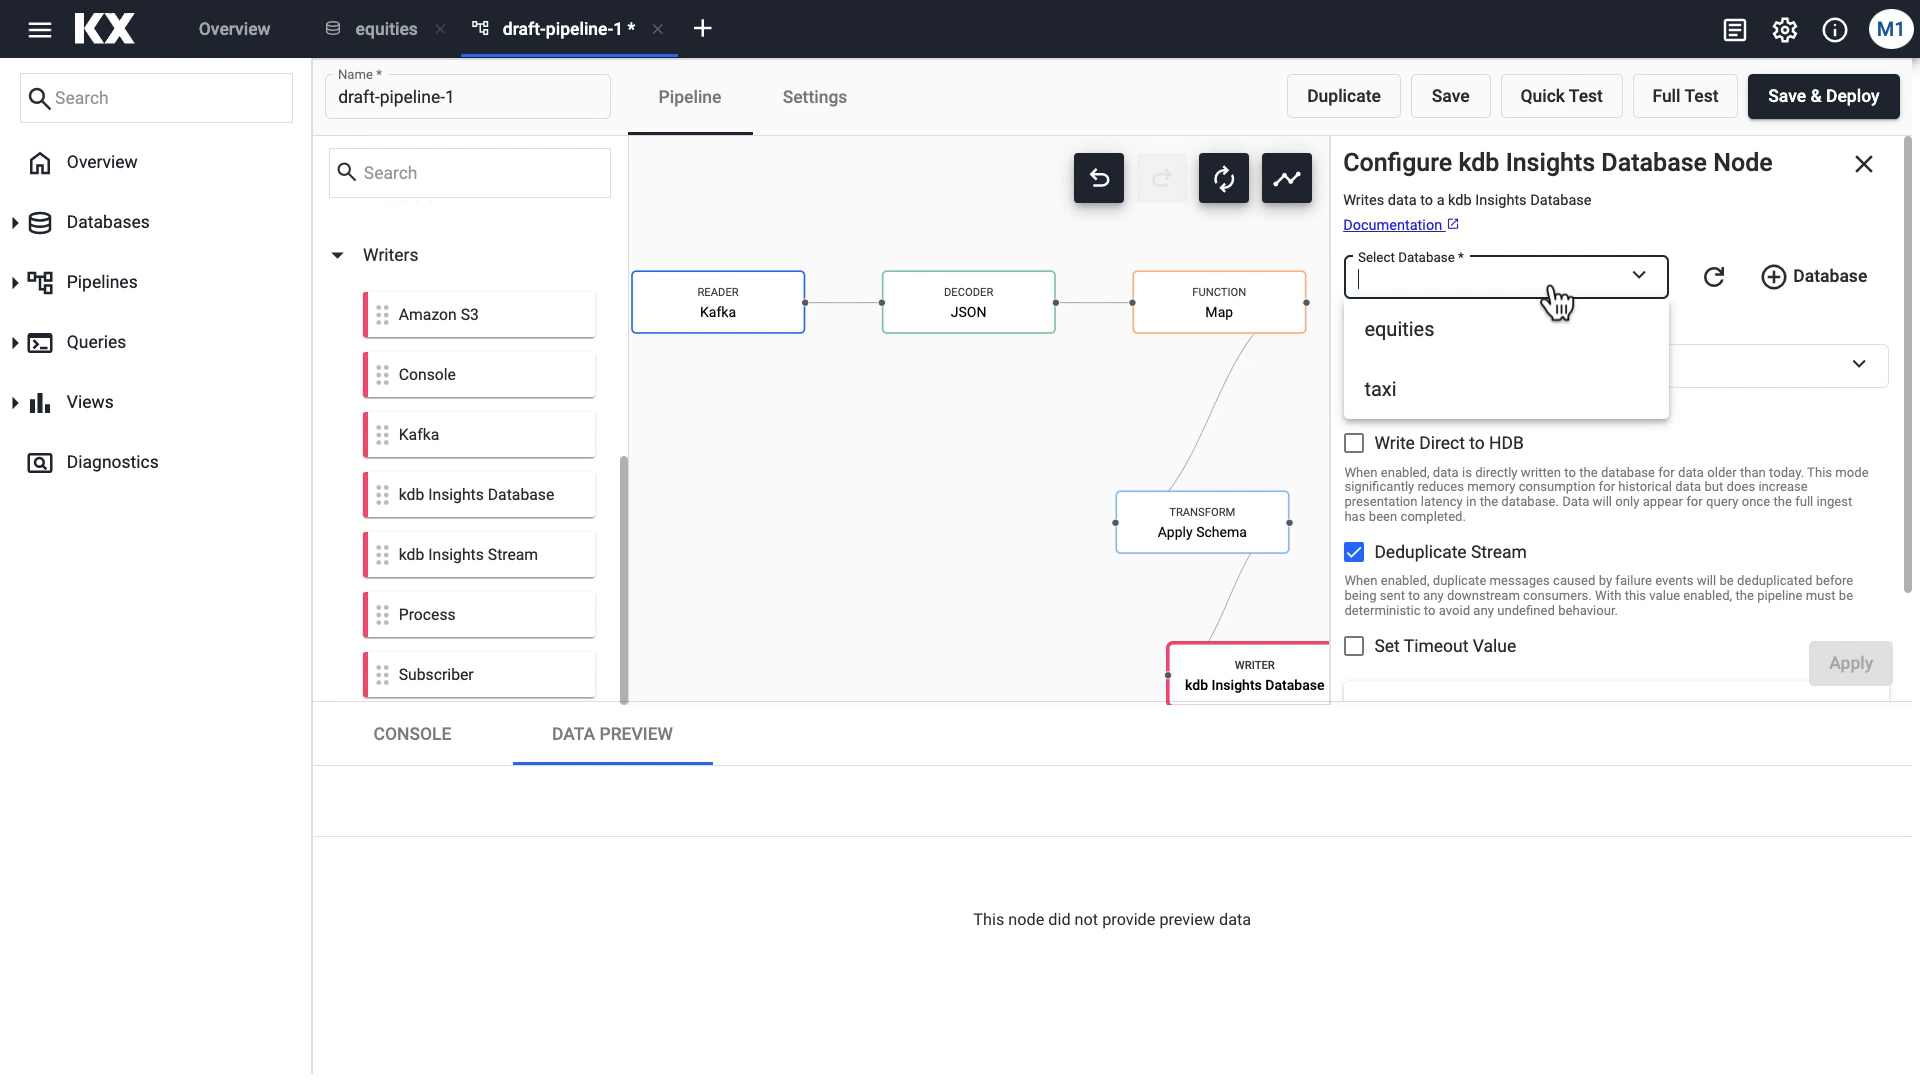 KX
Overview
equities
draft-pipeline-1 *
M1
Search
Overview
Databases
Pipelines
Queries
Views
Diagnostics
Name *
draft-pipeline-1
Pipeline
Settings
Duplicate
Save
Quick Test
Full Test
Save & Deploy
Search
Writers
Amazon S3
Console
Kafka
kdb Insights Database
kdb Insights Stream
Process
Subscriber
READER
Kafka
DECODER
JSON
FUNCTION
Map
TRANSFORM
Apply Schema
WRITER
kdb Insights Database
Configure kdb Insights Database Node
Writes data to a kdb Insights Database
Documentation
Select Database *
Database
equities
taxi
Write Direct to HDB
When enabled, data is directly written to the database for data older than today. This mode
significantly reduces memory consumption for historical data but does increase
presentation latency in the database. Data will only appear for query once the full ingest
has been completed.
Deduplicate Stream
When enabled, duplicate messages caused by failure events will be deduplicated before
being sent to any downstream consumers. With this value enabled, the pipeline must be
deterministic to avoid any undefined behaviour.
Set Timeout Value
Apply
CONSOLE
DATA PREVIEW
This node did not provide preview data